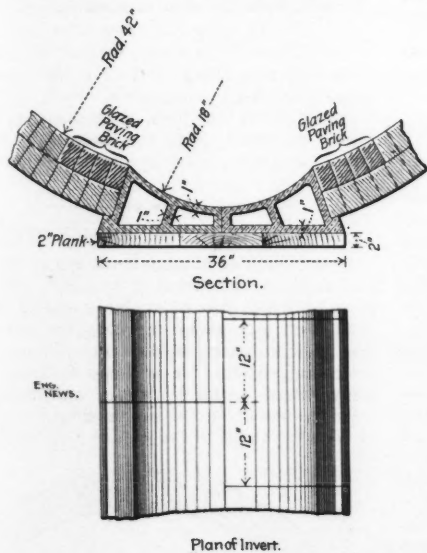 Rad. 42"
Glazed
Paving
Brick
Rad. 18"
Glazed
Paving
Brick
1"
1"
1"
2" Plank
2"
36"
Section.
12"
ENG.
NEWS.
12"
Plan of Invert.